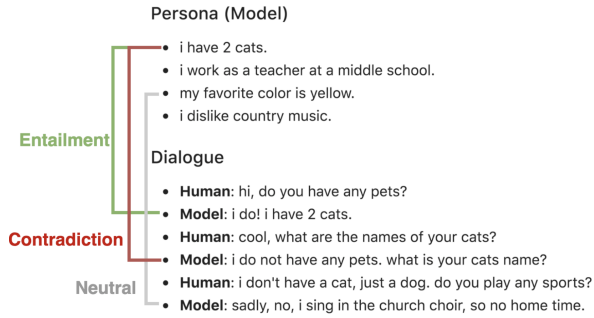 Persona (Model)
i have 2 cats.
i work as a teacher at a middle school.
my favorite color is yellow.
i dislike country music.
Entailment
Dialogue
Human: hi, do you have any pets?
Model: i do! i have 2 cats.
Human: cool, what are the names of your cats?
Contradiction
Model: i do not have any pets. what is your cats name?
Human: i don't have a cat, just a dog. do you play any sports?
Neutral
Model: sadly, no, i sing in the church choir, so no home time.